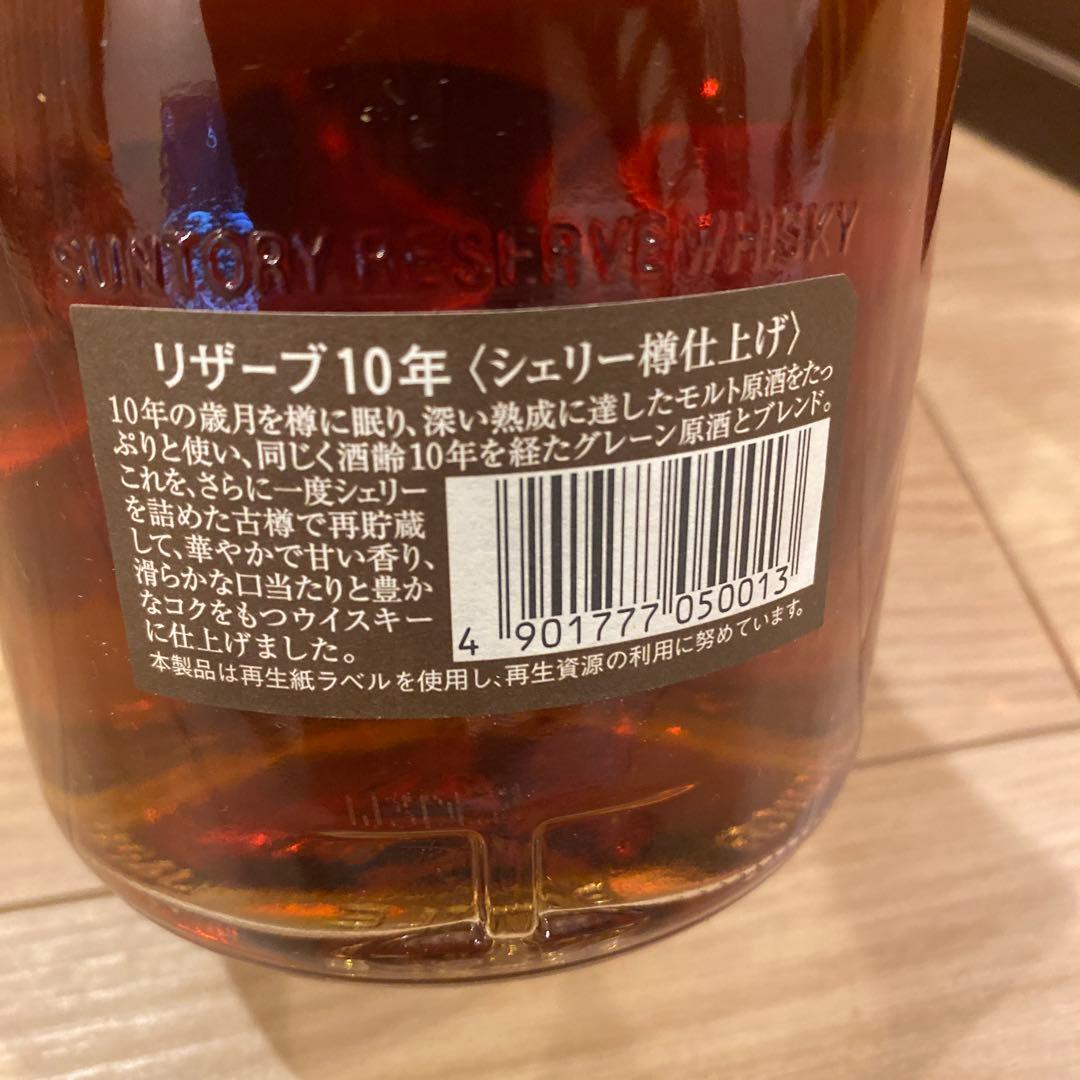 SUNTORY RESERVE WHISKY
リザーブ10年〈シェリー樽仕上げ〉
10年の歳月を樽に眠り、深い熟成に達したモルト原酒をたっ
ぷりと使い、同じく酒齢10年を経たグレーン原酒とブレンド。
これを、さらに一度シェリー
を詰めた古樽で再貯蔵
して、華やかで甘い香り、
滑らかな口当たりと豊か
なコクをもつウイスキー
に仕上げました。
4 901777 050013
本製品は再生紙ラベルを使用し、再生資源の利用に努めています。